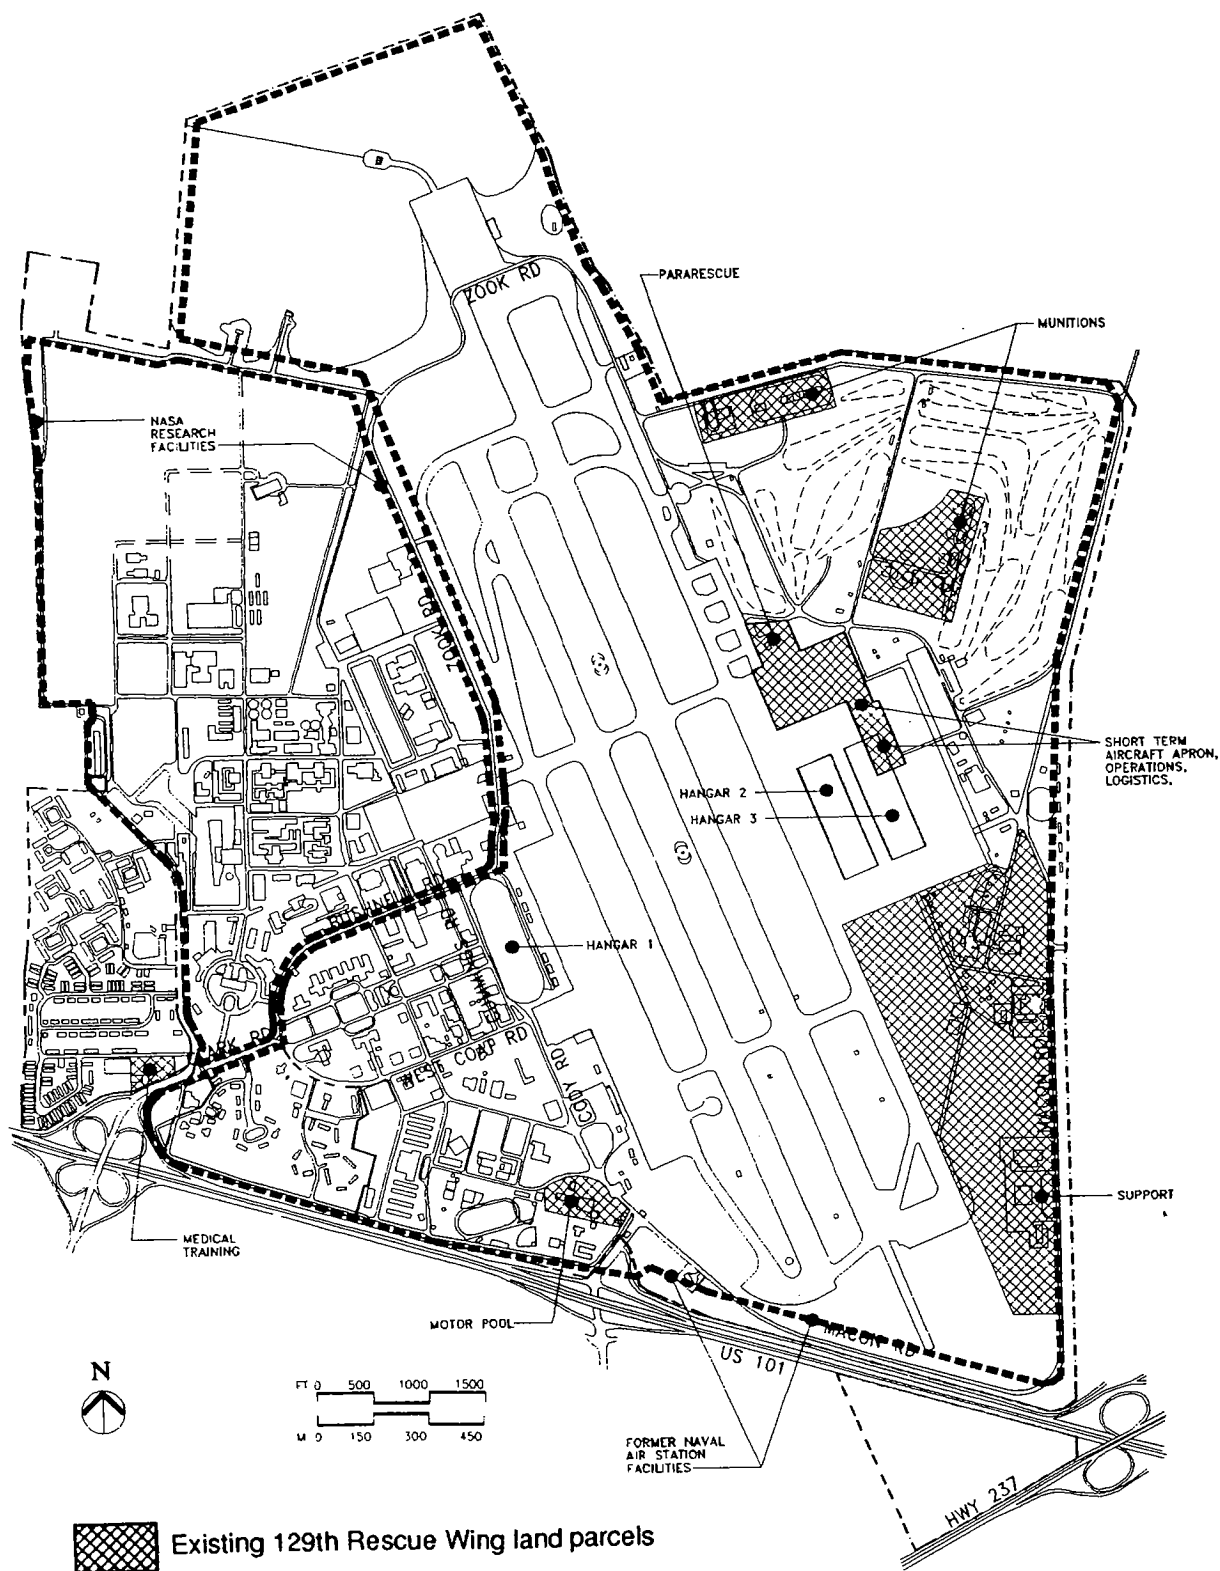 ZOOK RD
PARARESCUE
MUNITIONS
NASA
RESEARCH
FACILITIES
ZOOK RD
SHORT TERM
AIRCRAFT APRON,
OPERATIONS,
LOGISTICS.
HANGAR 2
HANGAR 3
HANGAR 1
WEST COAP RD
CODY RD
SUPPORT
MEDICAL
TRAINING
MOTOR POOL
MACON RD
US 101
N
FT 0 500 1000 1500
M 0 150 300 450
FORMER NAVAL
AIR STATION
FACILITIES
HWY 237
Existing 129th Rescue Wing land parcels